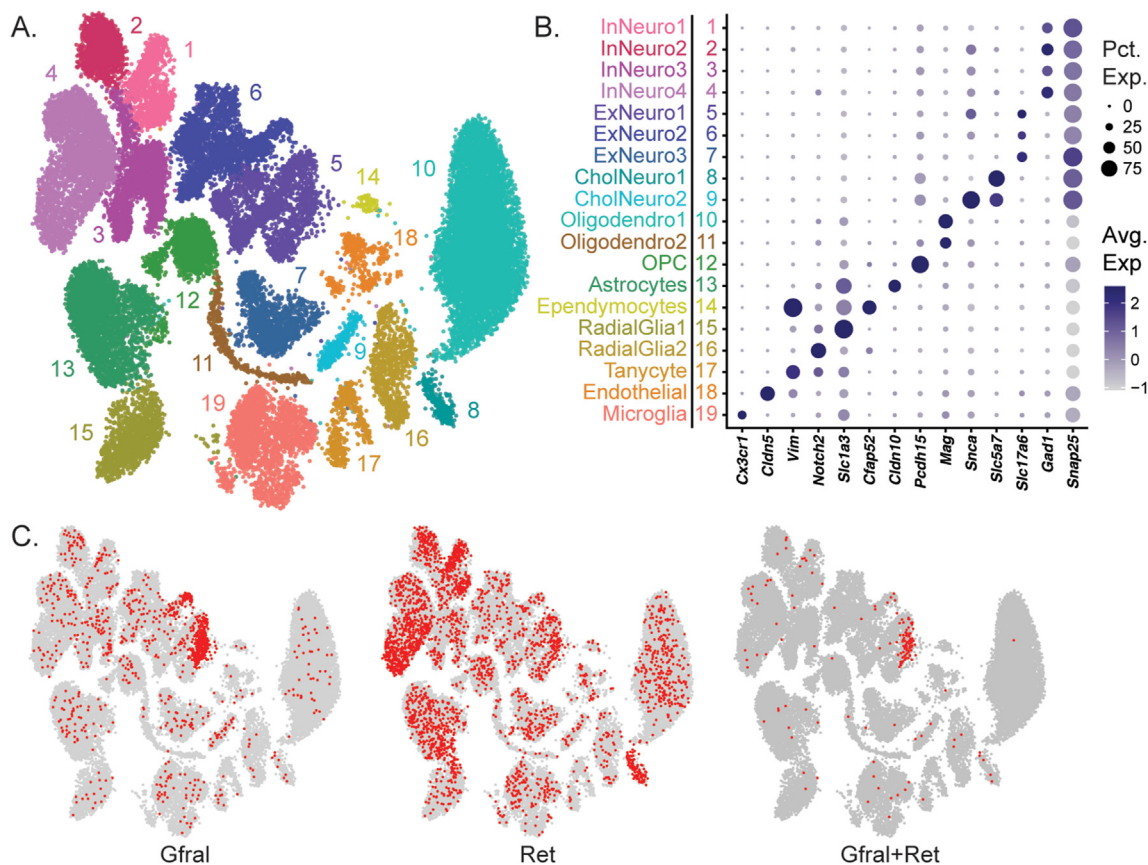 A.
2
1
4
6
5
10
14
3
18
12
7
13
9
11
19
8
15
16
17
B.
InNeuro1 1
InNeuro2 2
InNeuro3 3
InNeuro4 4
ExNeuro1 5
ExNeuro2 6
ExNeuro3 7
CholNeuro1 8
CholNeuro2 9
Oligodendro1 10
Oligodendro2 11
OPC 12
Astrocytes 13
Ependymocytes 14
RadialGlia1 15
RadialGlia2 16
Tanycyte 17
Endothelial 18
Microglia 19
Cx3cr1
Cldn5
Vim
Notch2
Slc1a3
Cfap52
Cldn10
Pcdh15
Mag
Snca
Slc5a7
Slc17a6
Gad1
Snap25
Pct.
Exp.
0
25
50
75
Avg.
Exp
2
1
0
−1
C.
Gfral
Ret
Gfral+Ret